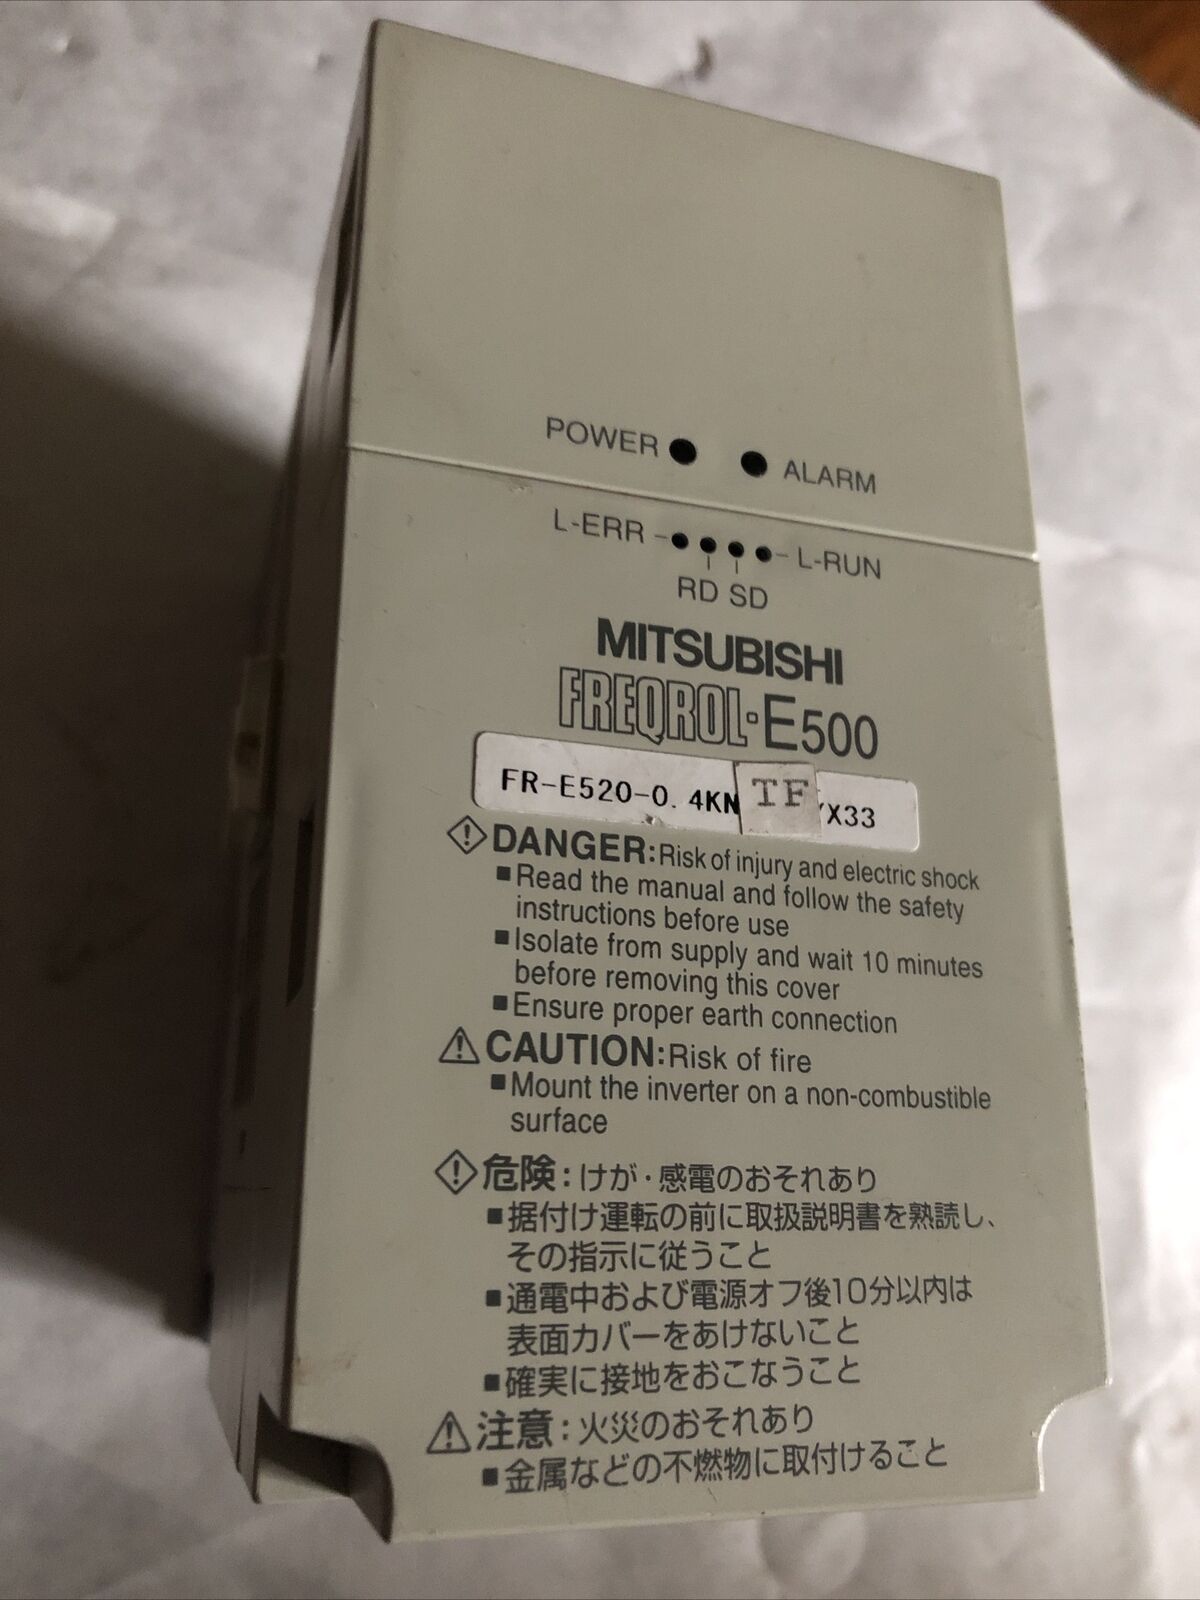 POWER ALARM
L-ERR L-RUN
RD SD
MITSUBISHI
FREQROL-E500
FR-E520-0.4KN TF X33
DANGER:Risk of injury and electric shock
■Read the manual and follow the safety
instructions before use
■Isolate from supply and wait 10 minutes
before removing this cover
■Ensure proper earth connection
CAUTION:Risk of fire
■Mount the inverter on a non-combustible
surface
危険:けが・感電のおそれあり
■据付け運転の前に取扱説明書を熟読し、
その指示に従うこと
■通電中および電源オフ後10分以内は
表面カバーをあけないこと
■確実に接地をおこなうこと
注意:火災のおそれあり
■金属などの不燃物に取付けること